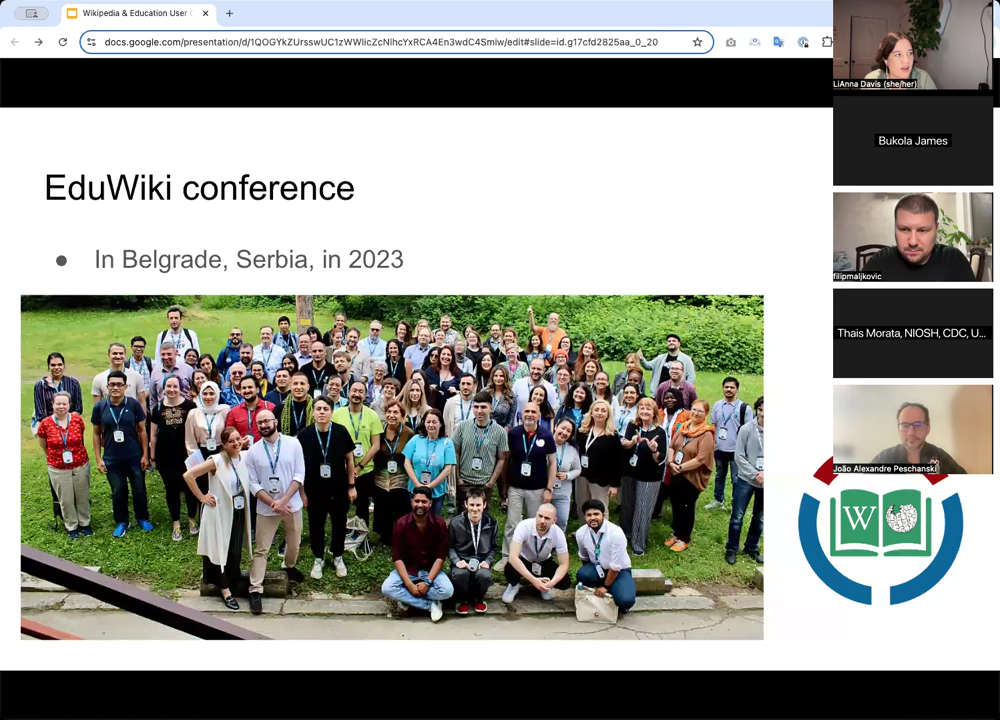 Wikipedia & Education User
docs.google.com/presentation/d/1QOGYkZUrsswUC1zWWlicZcNlhcYxRCA4En3wdC4Smiw/edit#slide=id.g17cfd2825aa_0_20
LiAnna Davis (she/her)
Bukola James
filipmaljkovic
Thais Morata, NIOSH, CDC, U...
João Alexandre Peschanski
EduWiki conference
● In Belgrade, Serbia, in 2023
W